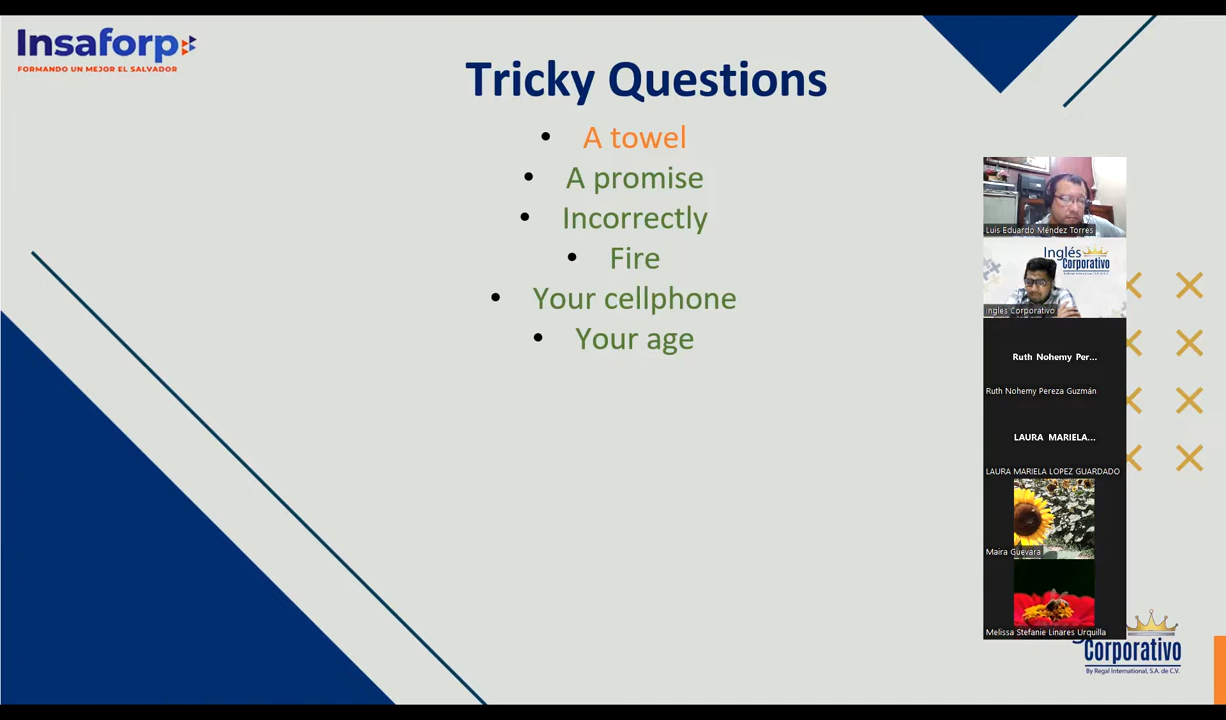 Insaforp
FORMANDO UN MEJOR EL SALVADOR
Tricky Questions
• A towel
• A promise
• Incorrectly
• Fire
• Your cellphone
• Your age
Luis Eduardo Méndez Torres
Inglés
Corporativo
Ingles Corporativo
Ruth Nohemy Per...
Ruth Nohemy Pereza Guzmán
LAURA MARIELA...
LAURA MARIELA LOPEZ GUARDADO
Maira Guevara
Melissa Stefanie Linares Urquilla
Corporativo
By Regal International, S.A. de C.V.